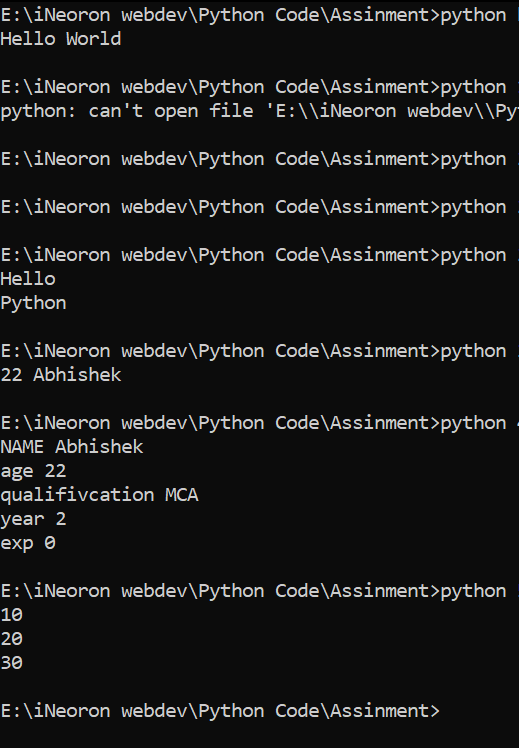 E:\iNeoron webdev\Python Code\Assinment>python
Hello World
E:\iNeoron webdev\Python Code\Assinment>python
python: can't open file 'E:\\iNeoron webdev\\Py
E:\iNeoron webdev\Python Code\Assinment>python
E:\iNeoron webdev\Python Code\Assinment>python
E:\iNeoron webdev\Python Code\Assinment>python
Hello
Python
E:\iNeoron webdev\Python Code\Assinment>python
22 Abhishek
E:\iNeoron webdev\Python Code\Assinment>python
NAME Abhishek
age 22
qualifivcation MCA
year 2
exp 0
E:\iNeoron webdev\Python Code\Assinment>python
10
20
30
E:\iNeoron webdev\Python Code\Assinment>